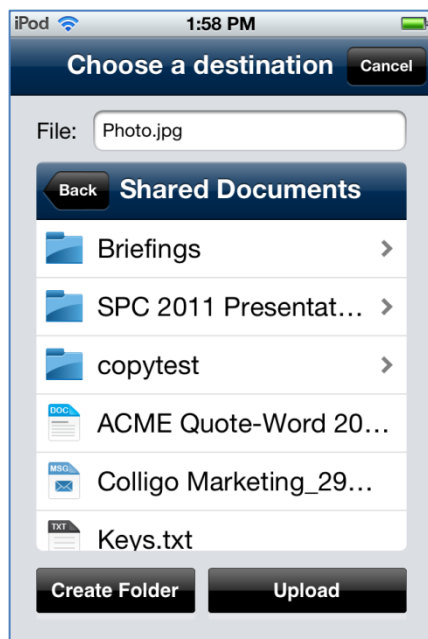 iPod 1:58 PM
Choose a destination Cancel
File: Photo.jpg
Back Shared Documents
Briefings
SPC 2011 Presentat...
copytest
DOC ACME Quote-Word 20...
MSG Colligo Marketing_29...
TXT Keys.txt
Create Folder Upload